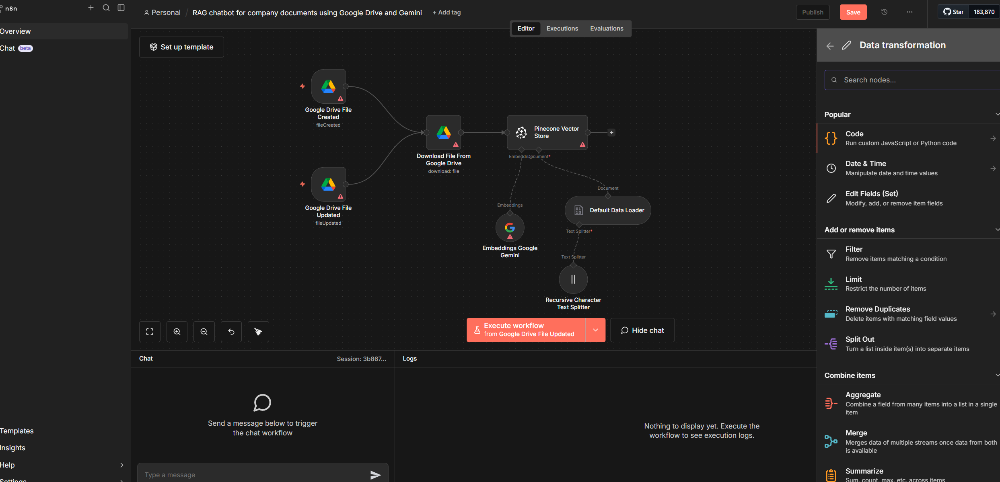 n8n
Overview
Chat beta
Templates
Insights
Help
Settings
Personal / RAG chatbot for company documents using Google Drive and Gemini + Add tag
Publish
Save
Star 183,870
Editor Executions Evaluations
Set up template
Google Drive File
Created
fileCreated
Google Drive File
Updated
fileUpdated
Download File From
Google Drive
download: file
Pinecone Vector
Store
Document*
Embeddings
Embeddings Google
Gemini
Document
Default Data Loader
Text Splitter*
Text Splitter
Recursive Character
Text Splitter
Execute workflow
from Google Drive File Updated
Hide chat
Chat
Session: 3b867...
Send a message below to trigger
the chat workflow
Type a message
Logs
Nothing to display yet. Execute the
workflow to see execution logs.
Data transformation
Search nodes...
Popular
Code
Run custom JavaScript or Python code
Date & Time
Manipulate date and time values
Edit Fields (Set)
Modify, add, or remove item fields
Add or remove items
Filter
Remove items matching a condition
Limit
Restrict the number of items
Remove Duplicates
Delete items with matching field values
Split Out
Turn a list inside item(s) into separate items
Combine items
Aggregate
Combine a field from many items into a list in a single
item
Merge
Merges data of multiple streams once data from both
is available
Summarize
Sum, count, max, etc. across items